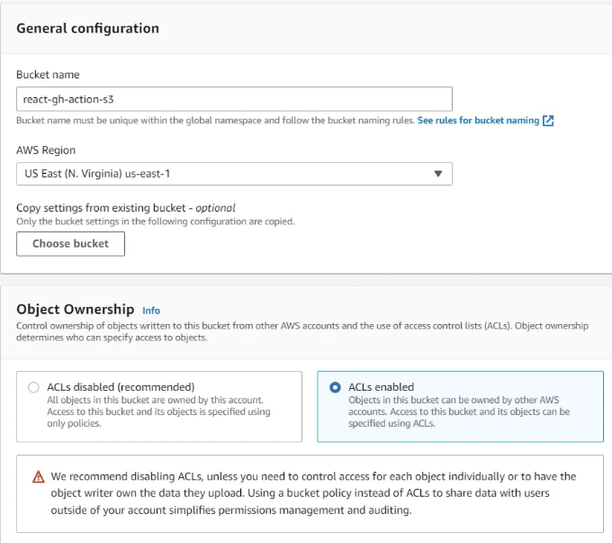 General configuration
Bucket name
react-gh-action-s3
Bucket name must be unique within the global namespace and follow the bucket naming rules. See rules for bucket naming
AWS Region
US East (N. Virginia) us-east-1
Copy settings from existing bucket - optional
Only the bucket settings in the following configuration are copied.
Choose bucket
Object Ownership Info
Control ownership of objects written to this bucket from other AWS accounts and the use of access control lists (ACLs). Object ownership
determines who can specify access to objects.
ACLs disabled (recommended)
All objects in this bucket are owned by this account.
Access to this bucket and its objects is specified using
only policies.
ACLs enabled
Objects in this bucket can be owned by other AWS
accounts. Access to this bucket and its objects can be
specified using ACLs.
We recommend disabling ACLs, unless you need to control access for each object individually or to have the
object writer own the data they upload. Using a bucket policy instead of ACLs to share data with users
outside of your account simplifies permissions management and auditing.